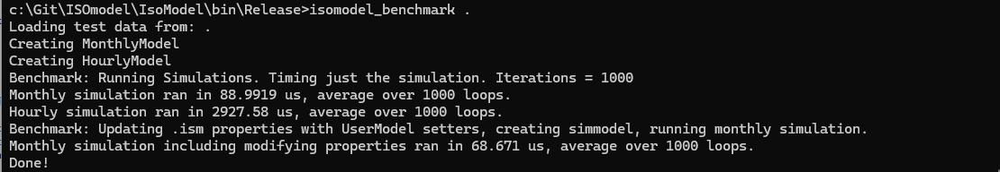 c:\Git\ISOmodel\IsoModel\bin\Release>isomodel_benchmark .
Loading test data from: .
Creating MonthlyModel
Creating HourlyModel
Benchmark: Running Simulations. Timing just the simulation. Iterations = 1000
Monthly simulation ran in 88.9919 us, average over 1000 loops.
Hourly simulation ran in 2927.58 us, average over 1000 loops.
Benchmark: Updating .ism properties with UserModel setters, creating simmodel, running monthly simulation.
Monthly simulation including modifying properties ran in 68.671 us, average over 1000 loops.
Done!